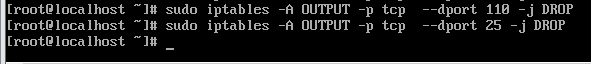 [root@localhost ~]# sudo iptables -A OUTPUT -p tcp  --dport 110 -j DROP
[root@localhost ~]# sudo iptables -A OUTPUT -p tcp  --dport 25 -j DROP
[root@localhost ~]# _